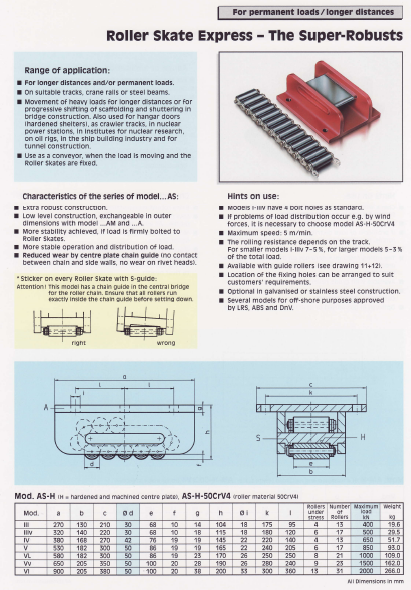 For permanent loads/longer distances
Roller Skate Express – The Super-Robusts
Range of application:
■ For longer distances and/or permanent loads.
■ On suitable tracks, crane rails or steel beams.
■ Movement of heavy loads for longer distances or for
progressive shifting of scaffolding and shuttering in
bridge construction. Also used for hangar doors
(hardened shelters), as crawler tracks, in nuclear
power stations, in institutes for nuclear research,
on oil rigs, in the ship building industry and for
tunnel construction.
■ Use as a conveyor, when the load is moving and the
Roller Skates are fixed.
Characteristics of the series of model...AS:
■ Extra robust construction.
■ Low level construction, exchangeable in outer
dimensions with model ...AM and ...A.
■ More stability achieved, if load is firmly bolted to
Roller Skates.
■ More stable operation and distribution of load.
■ Reduced wear by centre plate chain guide (no contact
between chain and side walls, no wear on rivet heads).
* Sticker on every Roller Skate with S-guide:
Attention! This model has a chain guide in the central bridge
for the roller chain. Ensure that all rollers run
exactly inside the chain guide before setting down.
right wrong
Hints on use:
■ Models I-IIIv have 4 bolt holes as standard.
■ If problems of load distribution occur e.g. by wind
forces, it is necessary to choose model AS-H-50CrV4
■ Maximum speed: 5 m/min.
■ The rolling resistance depends on the track.
For smaller models I-IIIv 7-5 %, for larger models 5-3 %
of the total load.
■ Available with guide rollers (see drawing 11+12).
■ Location of the fixing holes can be arranged to suit
customers' requirements.
■ Optional in galvanised or stainless steel construction.
■ Several models for off-shore purposes approved
by LRS, ABS and DnV.
Mod. AS-H (H = hardened and machined centre plate), AS-H-50CrV4 (roller material 50CrV4)
Mod. a b c Ø d e f g h Ø i k l Rollers under stress Number of Rollers Maximum load kN Weight kg
III 270 130 210 30 68 10 14 104 18 175 95 4 13 400 19.6
IIIv 320 140 220 30 68 10 18 115 18 180 120 6 17 500 29.5
IV 380 168 270 42 76 19 19 145 22 220 140 4 13 650 51.7
V 530 182 300 50 86 19 19 165 22 240 205 6 17 850 93.0
VL 580 182 300 50 86 19 23 170 26 250 250 8 21 1000 109.0
Vv 650 205 350 50 100 20 28 190 26 280 240 9 23 1500 162.0
VI 900 205 380 50 100 20 38 200 33 300 360 13 31 2000 266.0
All Dimensions in mm